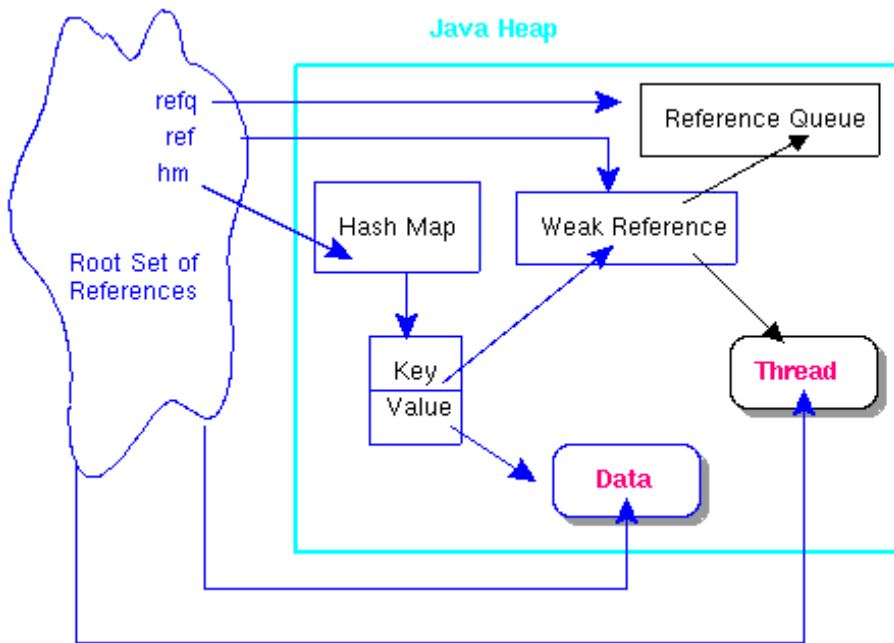 Java Heap
refq
ref
hm
Root Set of
References
Reference Queue
Hash Map
Weak Reference
Key
Value
Thread
Data